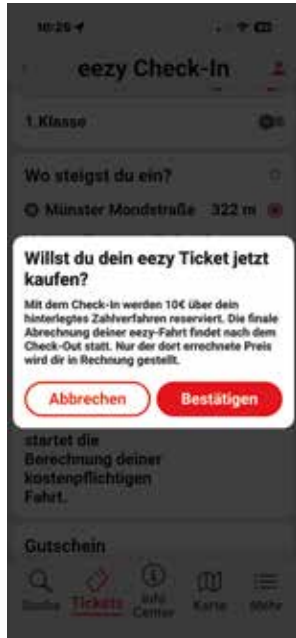 10:26
eezy Check-In
1. Klasse
Wo steigst du ein?
Münster Mondstraße 322 m
Willst du dein eezy Ticket jetzt
kaufen?
Mit dem Check-In werden 10€ über dein
hinterlegtes Zahlverfahren reserviert. Die finale
Abrechnung deiner eezy-Fahrt findet nach dem
Check-Out statt. Nur der dort errechnete Preis
wird dir in Rechnung gestellt.
Abbrechen Bestätigen
startet die
Berechnung deiner
kostenpflichtigen
Fahrt.
Gutschein
Suche Tickets Info Center Karte Mehr